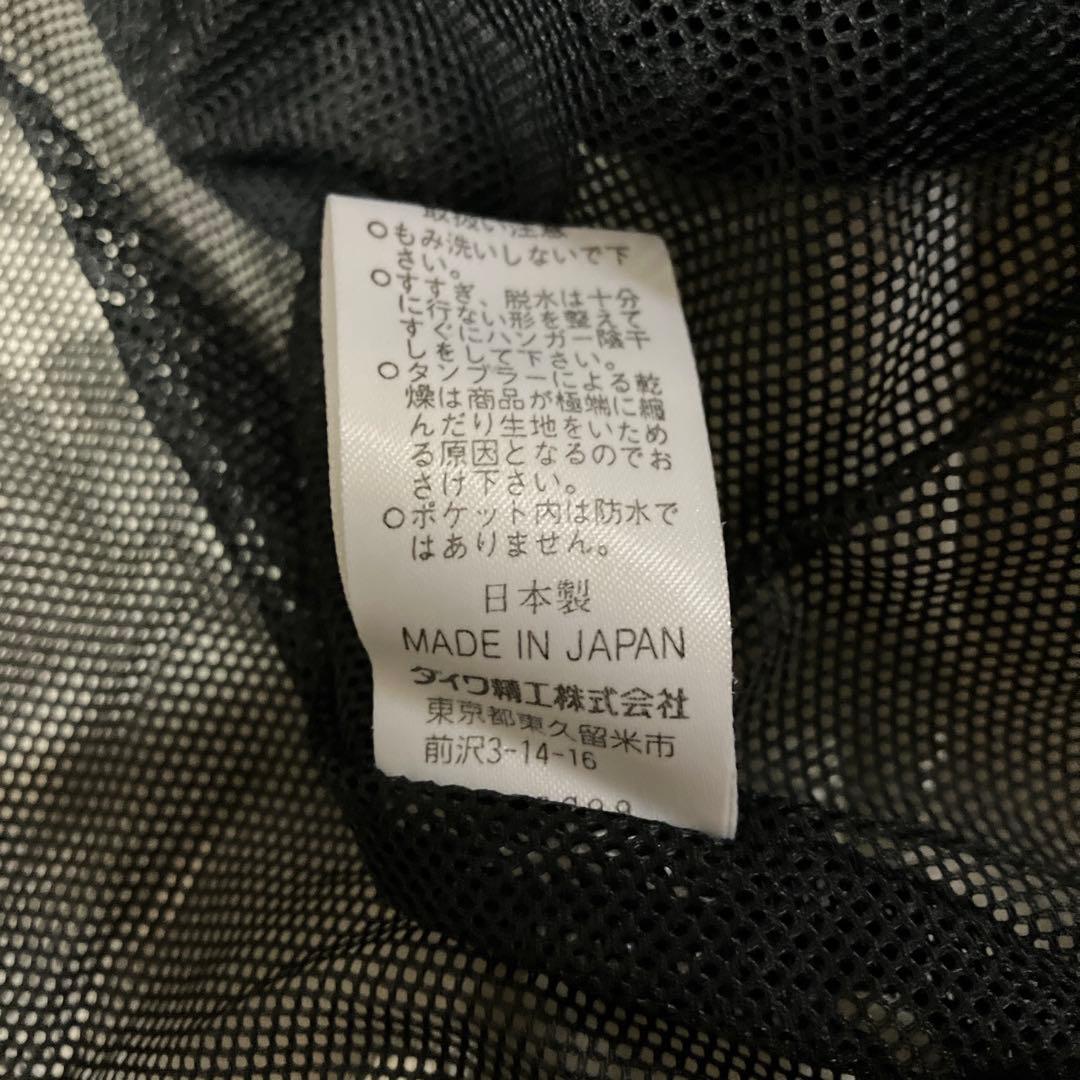 取扱い注意
○もみ洗いしないで下
さい。
○すすぎ、脱水は十分
に行ない形を整えて
すぐにハンガー陰干
しをして下さい。
○タンブラーによる乾
燥は商品が極端に縮
んだり生地をいため
る原因となるのでお
さけ下さい。
○ポケット内は防水で
はありません。
日本製
MADE IN JAPAN
ダイワ精工株式会社
東京都東久留米市
前沢3-14-16